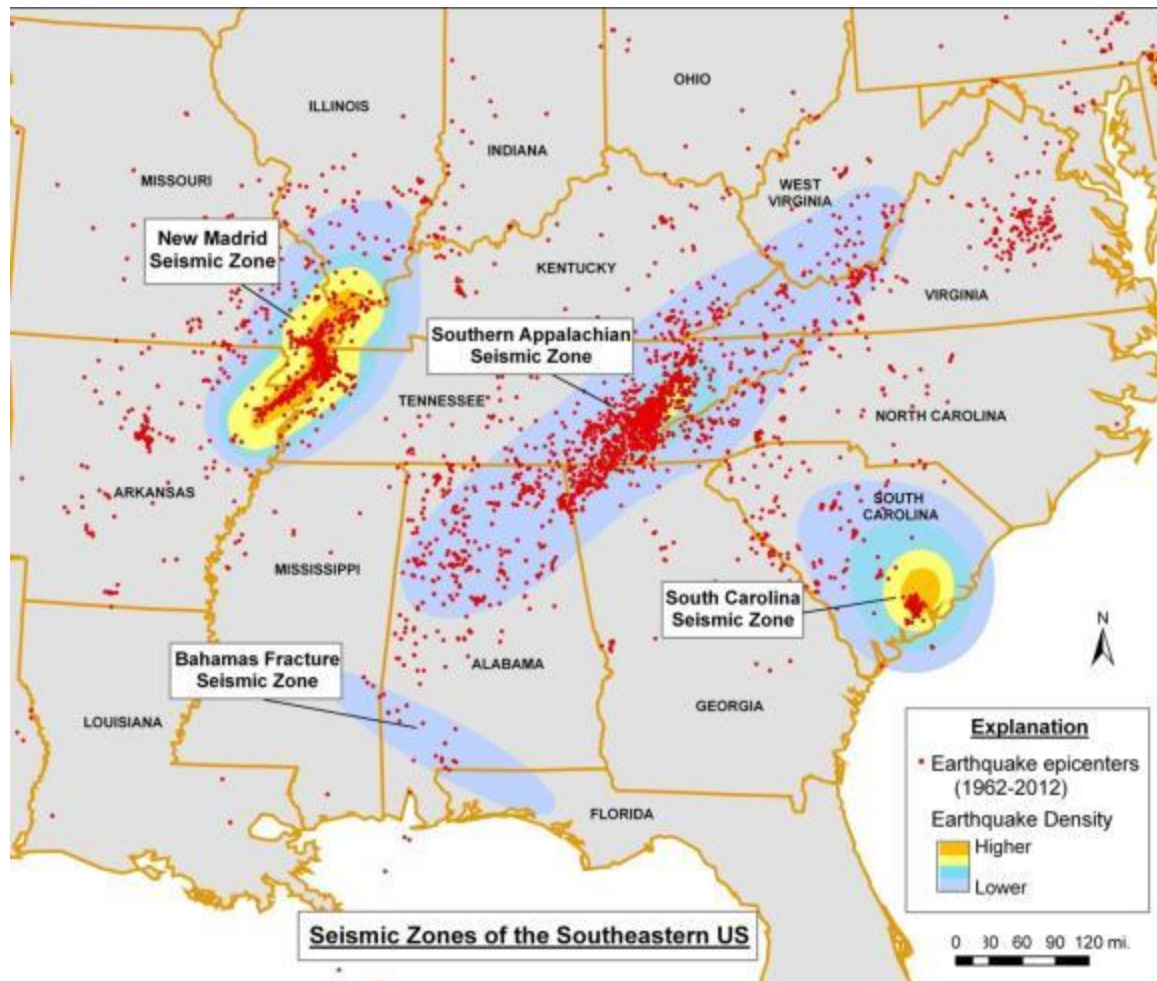 OHIO
ILLINOIS
INDIANA
MISSOURI
WEST
VIRGINIA
New Madrid
Seismic Zone
KENTUCKY
VIRGINIA
Southern Appalachian
Seismic Zone
TENNESSEE
NORTH CAROLINA
ARKANSAS
SOUTH
CAROLINA
MISSISSIPPI
South Carolina
Seismic Zone
Bahamas Fracture
Seismic Zone
ALABAMA
N
GEORGIA
LOUISIANA
FLORIDA
Explanation
Earthquake epicenters
(1962-2012)
Earthquake Density
Higher
Lower
Seismic Zones of the Southeastern US
0 30 60 90 120 mi.